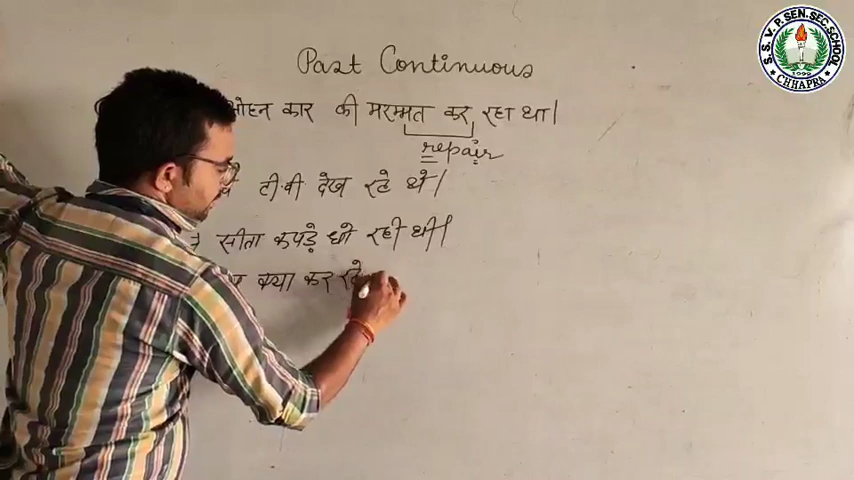 S. S. V. P. SEN. SEC. SCHOOL
CHHAPRA
Past Continuous
मोहन कार की मरम्मत कर रहा था।
repair
टी.वी देख रहे थे।
सीता कपड़े धो रही थी।
क्या कर रहे